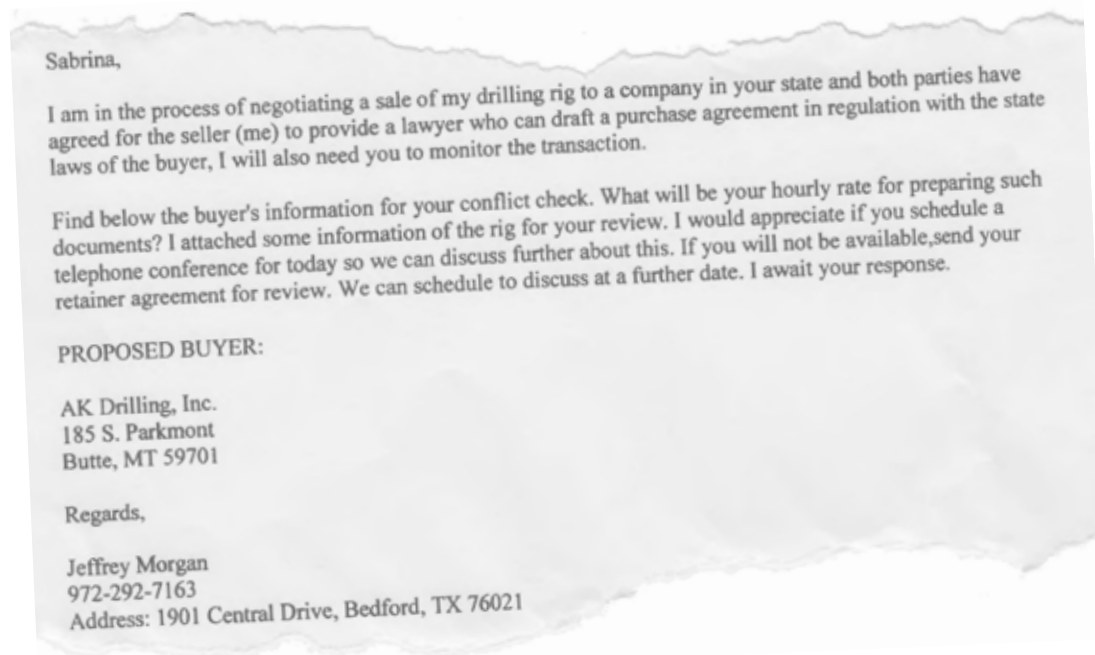 Sabrina,
I am in the process of negotiating a sale of my drilling rig to a company in your state and both parties have
agreed for the seller (me) to provide a lawyer who can draft a purchase agreement in regulation with the state
laws of the buyer, I will also need you to monitor the transaction.
Find below the buyer's information for your conflict check. What will be your hourly rate for preparing such
documents? I attached some information of the rig for your review. I would appreciate if you schedule a
telephone conference for today so we can discuss further about this. If you will not be available,send your
retainer agreement for review. We can schedule to discuss at a further date. I await your response.
PROPOSED BUYER:
AK Drilling, Inc.
185 S. Parkmont
Butte, MT 59701
Regards,
Jeffrey Morgan
972-292-7163
Address: 1901 Central Drive, Bedford, TX 76021